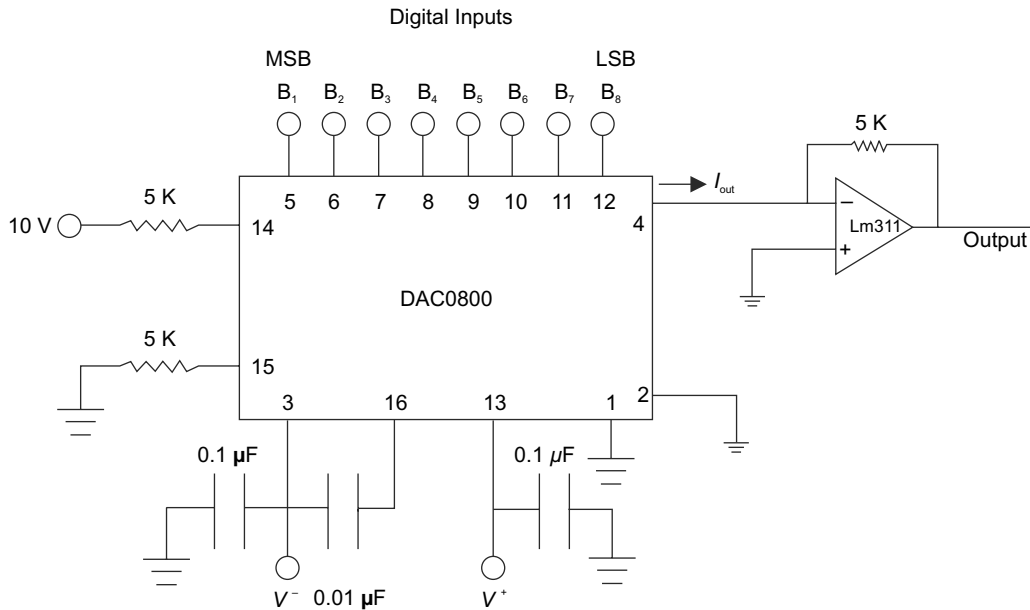 Digital Inputs
MSB LSB
B₁ B₂ B₃ B₄ B₅ B₆ B₇ B₈
5 K
I out
5 K
5 6 7 8 9 10 11 12
10 V
14
4
−
Lm311
+
Output
DAC0800
5 K
15
3 16 13 1 2
0.1 µF 0.1 µF
V⁻ 0.01 µF V⁺